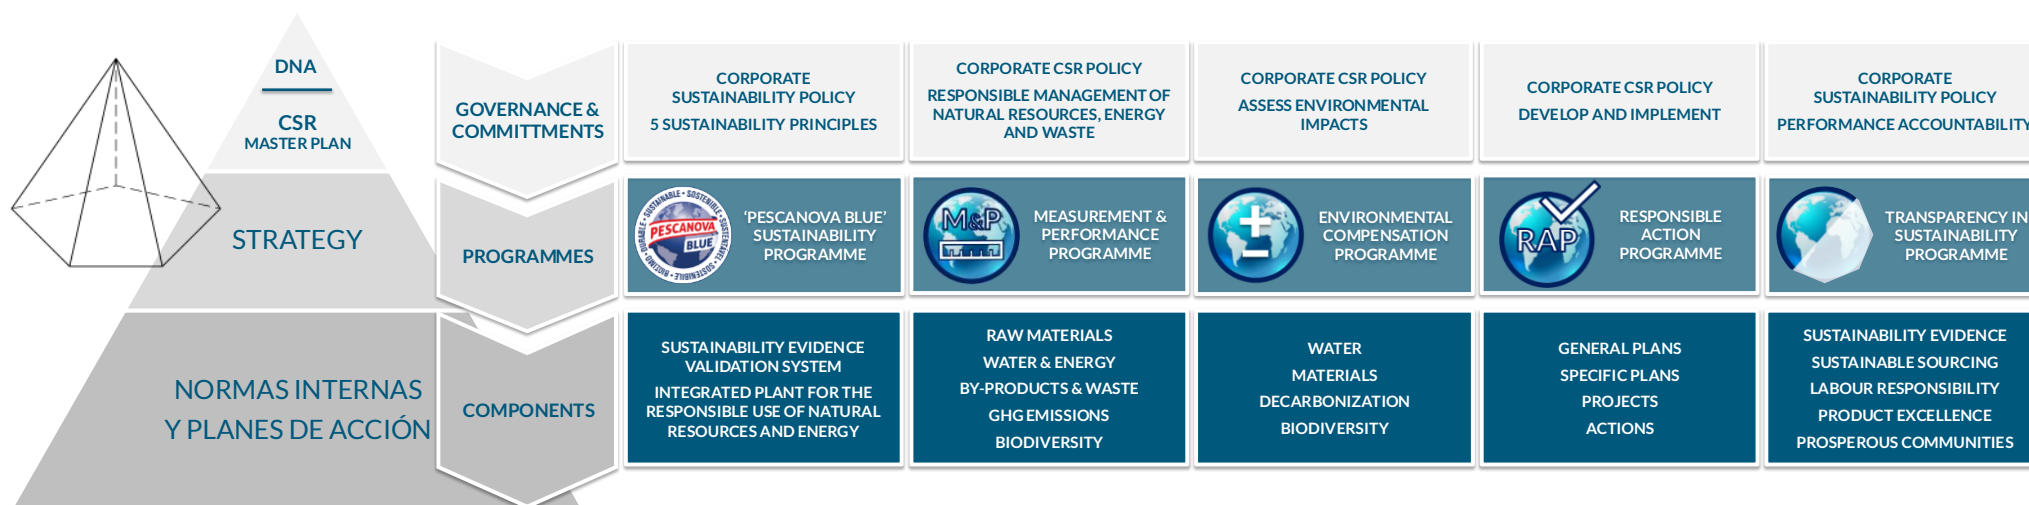 DNA
CSR
MASTER PLAN
STRATEGY
NORMAS INTERNAS
Y PLANES DE ACCIÓN
GOVERNANCE &
COMMITTMENTS
CORPORATE
SUSTAINABILITY POLICY
5 SUSTAINABILITY PRINCIPLES
CORPORATE CSR POLICY
RESPONSIBLE MANAGEMENT OF
NATURAL RESOURCES, ENERGY
AND WASTE
CORPORATE CSR POLICY
ASSESS ENVIRONMENTAL
IMPACTS
CORPORATE CSR POLICY
DEVELOP AND IMPLEMENT
CORPORATE
SUSTAINABILITY POLICY
PERFORMANCE ACCOUNTABILITY
PROGRAMMES
SUSTAINABLE • SOSTENIBLE •
PESCANOVA
BLUE
'PESCANOVA BLUE'
SUSTAINABILITY
PROGRAMME
M&P
MEASUREMENT &
PERFORMANCE
PROGRAMME
±
ENVIRONMENTAL
COMPENSATION
PROGRAMME
RAP
RESPONSIBLE
ACTION
PROGRAMME
TRANSPARENCY IN
SUSTAINABILITY
PROGRAMME
COMPONENTS
SUSTAINABILITY EVIDENCE
VALIDATION SYSTEM
INTEGRATED PLANT FOR THE
RESPONSIBLE USE OF NATURAL
RESOURCES AND ENERGY
RAW MATERIALS
WATER & ENERGY
BY-PRODUCTS & WASTE
GHG EMISSIONS
BIODIVERSITY
WATER
MATERIALS
DECARBONIZATION
BIODIVERSITY
GENERAL PLANS
SPECIFIC PLANS
PROJECTS
ACTIONS
SUSTAINABILITY EVIDENCE
SUSTAINABLE SOURCING
LABOUR RESPONSIBILITY
PRODUCT EXCELLENCE
PROSPEROUS COMMUNITIES